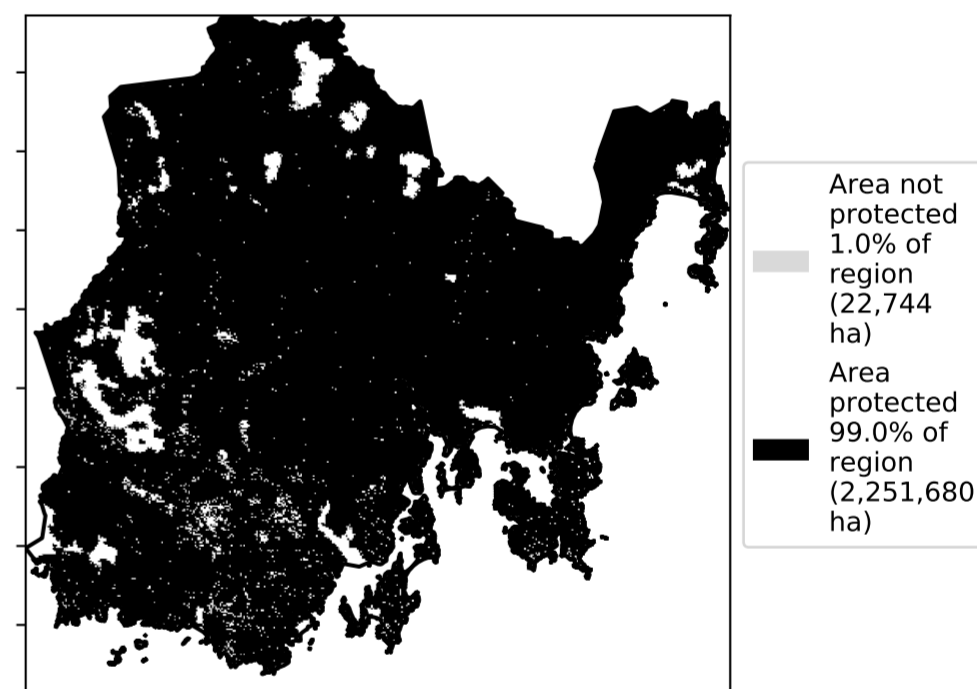 Area not
protected
1.0% of
region
(22,744
ha)
Area
protected
99.0% of
region
(2,251,680
ha)